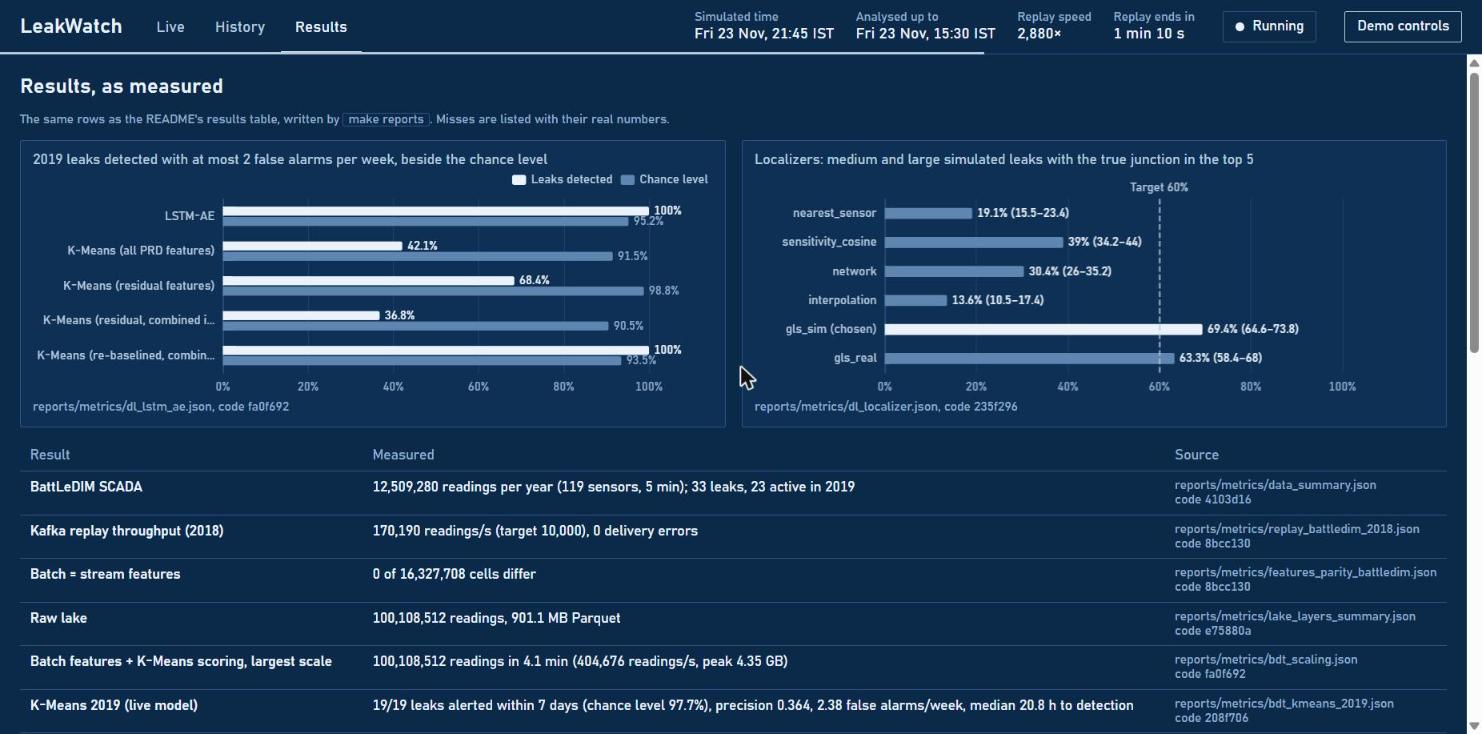 LeakWatch Live History Results
Simulated time Analysed up to Replay speed Replay ends in
Fri 23 Nov, 21:45 IST Fri 23 Nov, 15:30 IST 2,880× 1 min 10 s
Running Demo controls
Results, as measured
The same rows as the README's results table, written by make reports. Misses are listed with their real numbers.
2019 leaks detected with at most 2 false alarms per week, beside the chance level
Leaks detected Chance level
LSTM-AE 100% 95.2%
K-Means (all PRD features) 42.1% 91.5%
K-Means (residual features) 68.4% 98.8%
K-Means (residual, combined i... 36.8% 90.5%
K-Means (re-baselined, combin... 100% 93.5%
0% 20% 40% 60% 80% 100%
reports/metrics/dl_lstm_ae.json, code fa0f692
Localizers: medium and large simulated leaks with the true junction in the top 5
Target 60%
nearest_sensor 19.1% (15.5–23.4)
sensitivity_cosine 39% (34.2–44)
network 30.4% (26–35.2)
interpolation 13.6% (10.5–17.4)
gls_sim (chosen) 69.4% (64.6–73.8)
gls_real 63.3% (58.4–68)
0% 20% 40% 60% 80% 100%
reports/metrics/dl_localizer.json, code 235f296
Result Measured Source
BattLeDIM SCADA 12,509,280 readings per year (119 sensors, 5 min); 33 leaks, 23 active in 2019 reports/metrics/data_summary.json
code 4103d16
Kafka replay throughput (2018) 170,190 readings/s (target 10,000), 0 delivery errors reports/metrics/replay_battledim_2018.json
code 8bcc130
Batch = stream features 0 of 16,327,708 cells differ reports/metrics/features_parity_battledim.json
code 8bcc130
Raw lake 100,108,512 readings, 901.1 MB Parquet reports/metrics/lake_layers_summary.json
code e75880a
Batch features + K-Means scoring, largest scale 100,108,512 readings in 4.1 min (404,676 readings/s, peak 4.35 GB) reports/metrics/bdt_scaling.json
code fa0f692
K-Means 2019 (live model) 19/19 leaks alerted within 7 days (chance level 97.7%), precision 0.364, 2.38 false alarms/week, median 20.8 h to detection reports/metrics/bdt_kmeans_2019.json
code 208f706